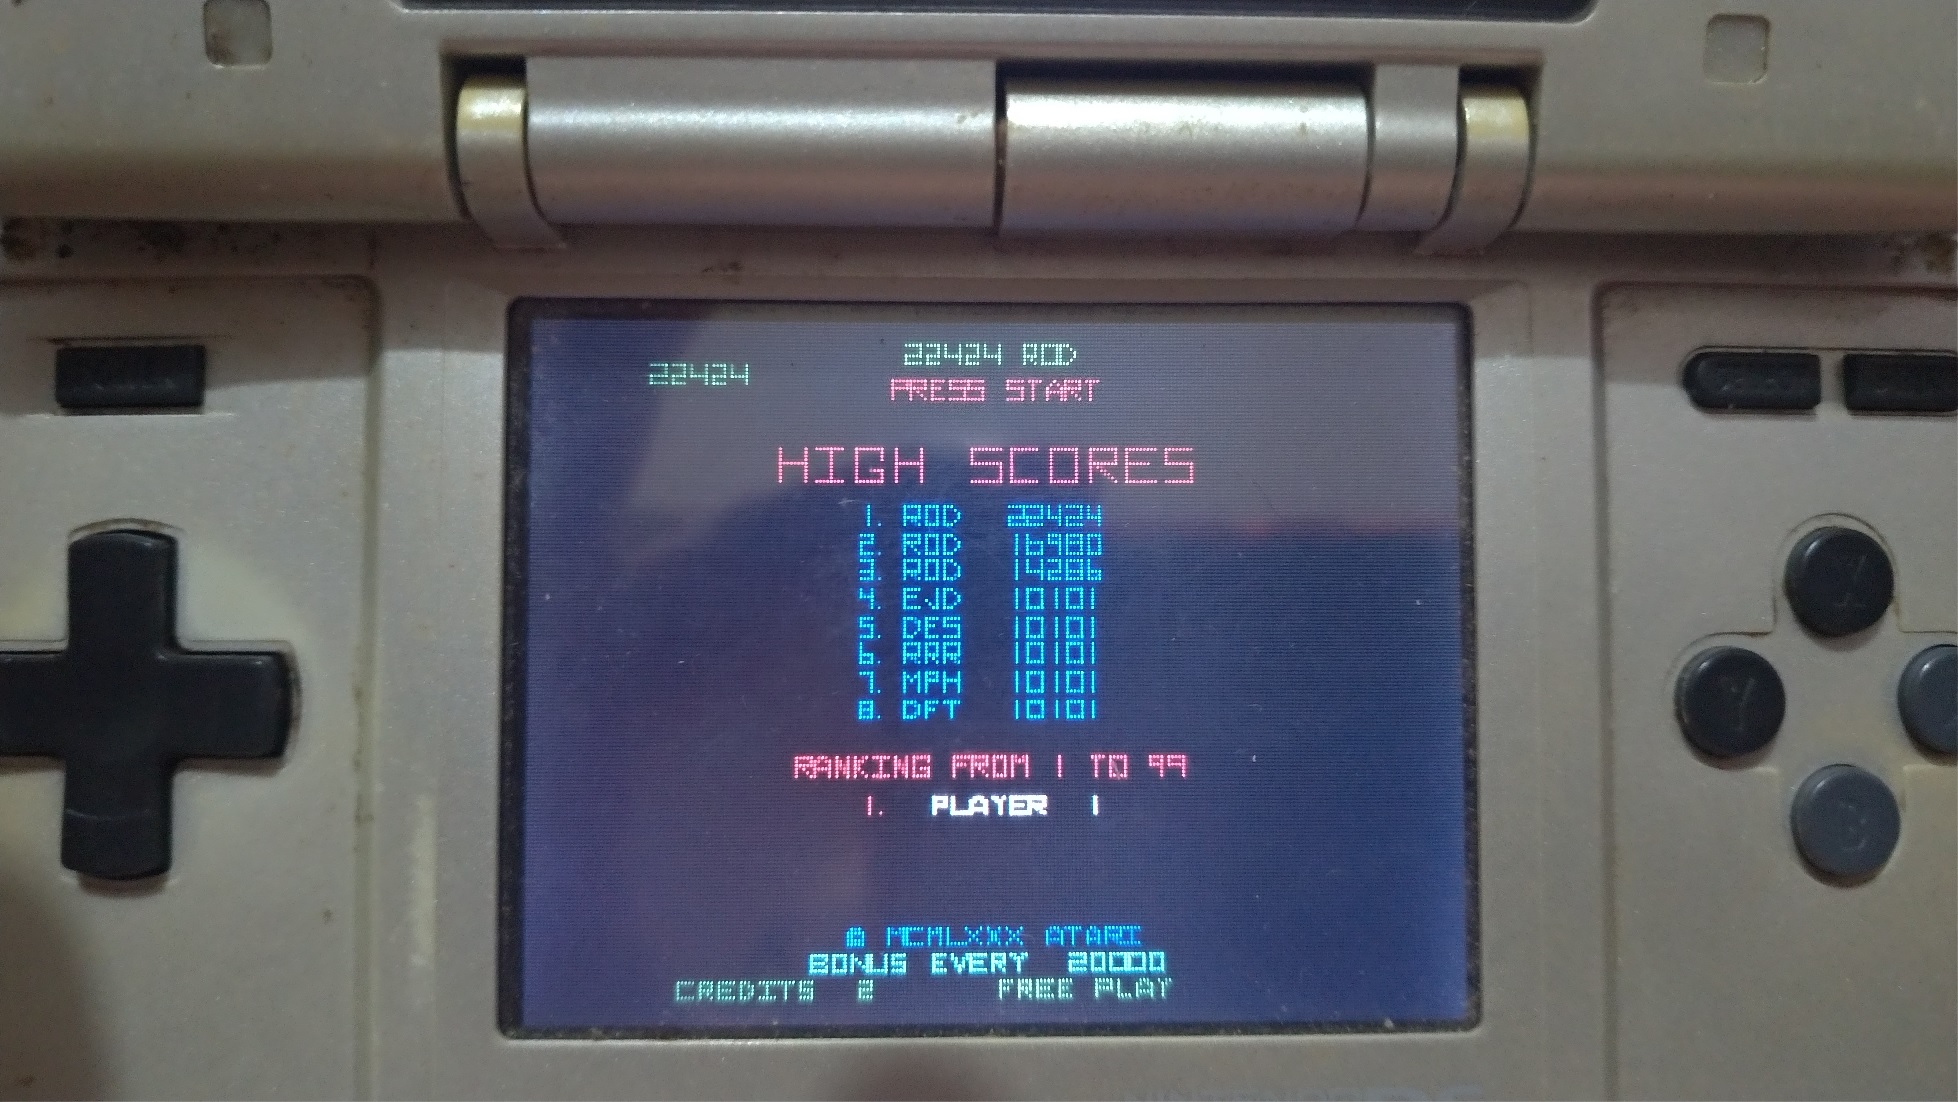 22424 ROD
22424
PRESS START
HIGH SCORES
1. ROD 22424
2. ROD 16980
3. ROD 14286
4. EJD 10101
5. DES 10101
6. RRR 10101
7. MPH 10101
8. DFT 10101
RANKING FROM 1 TO 99
1. PLAYER 1
MCMLXXX ATARI
BONUS EVERY 20000
CREDITS 2 FREE PLAY
X
Y
B